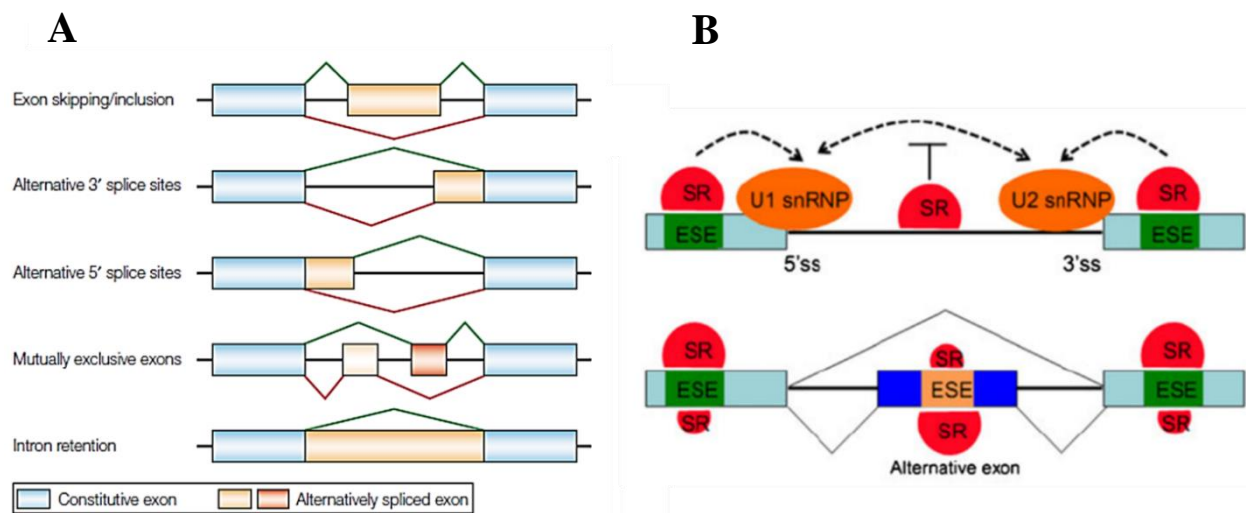 A
Exon skipping/inclusion
Alternative 3′ splice sites
Alternative 5′ splice sites
Mutually exclusive exons
Intron retention
Constitutive exon
Alternatively spliced exon
B
SR
U1 snRNP
SR
U2 snRNP
SR
ESE
ESE
5'ss
3'ss
SR
SR
SR
ESE
ESE
ESE
SR
SR
SR
Alternative exon